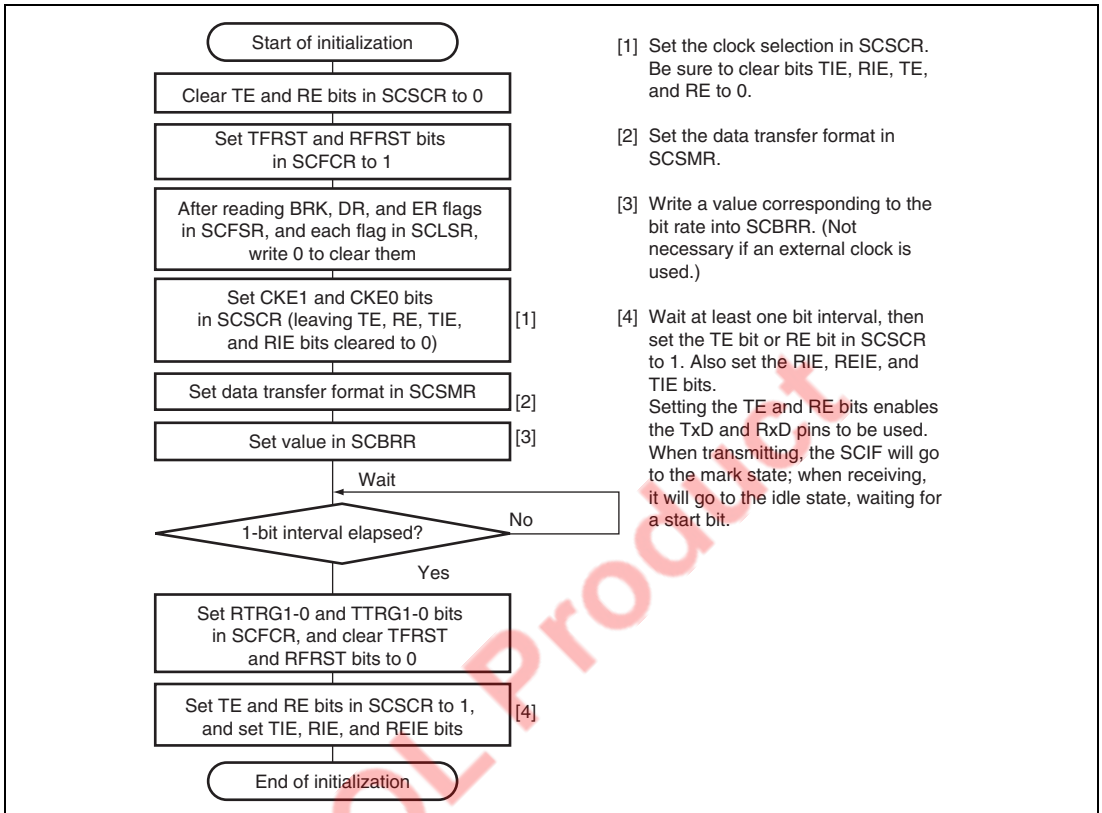 Start of initialization
Clear TE and RE bits in SCSCR to 0
Set TFRST and RFRST bits
in SCFCR to 1
After reading BRK, DR, and ER flags
in SCFSR, and each flag in SCLSR,
write 0 to clear them
Set CKE1 and CKE0 bits
in SCSCR (leaving TE, RE, TIE,
and RIE bits cleared to 0)
[1]
Set data transfer format in SCSMR
[2]
Set value in SCBRR
[3]
Wait
1-bit interval elapsed?
No
Yes
Set RTRG1-0 and TTRG1-0 bits
in SCFCR, and clear TFRST
and RFRST bits to 0
Set TE and RE bits in SCSCR to 1,
and set TIE, RIE, and REIE bits
[4]
End of initialization
[1] Set the clock selection in SCSCR.
Be sure to clear bits TIE, RIE, TE,
and RE to 0.
[2] Set the data transfer format in
SCSMR.
[3] Write a value corresponding to the
bit rate into SCBRR. (Not
necessary if an external clock is
used.)
[4] Wait at least one bit interval, then
set the TE bit or RE bit in SCSCR
to 1. Also set the RIE, REIE, and
TIE bits.
Setting the TE and RE bits enables
the TxD and RxD pins to be used.
When transmitting, the SCIF will go
to the mark state; when receiving,
it will go to the idle state, waiting for
a start bit.
OL Product